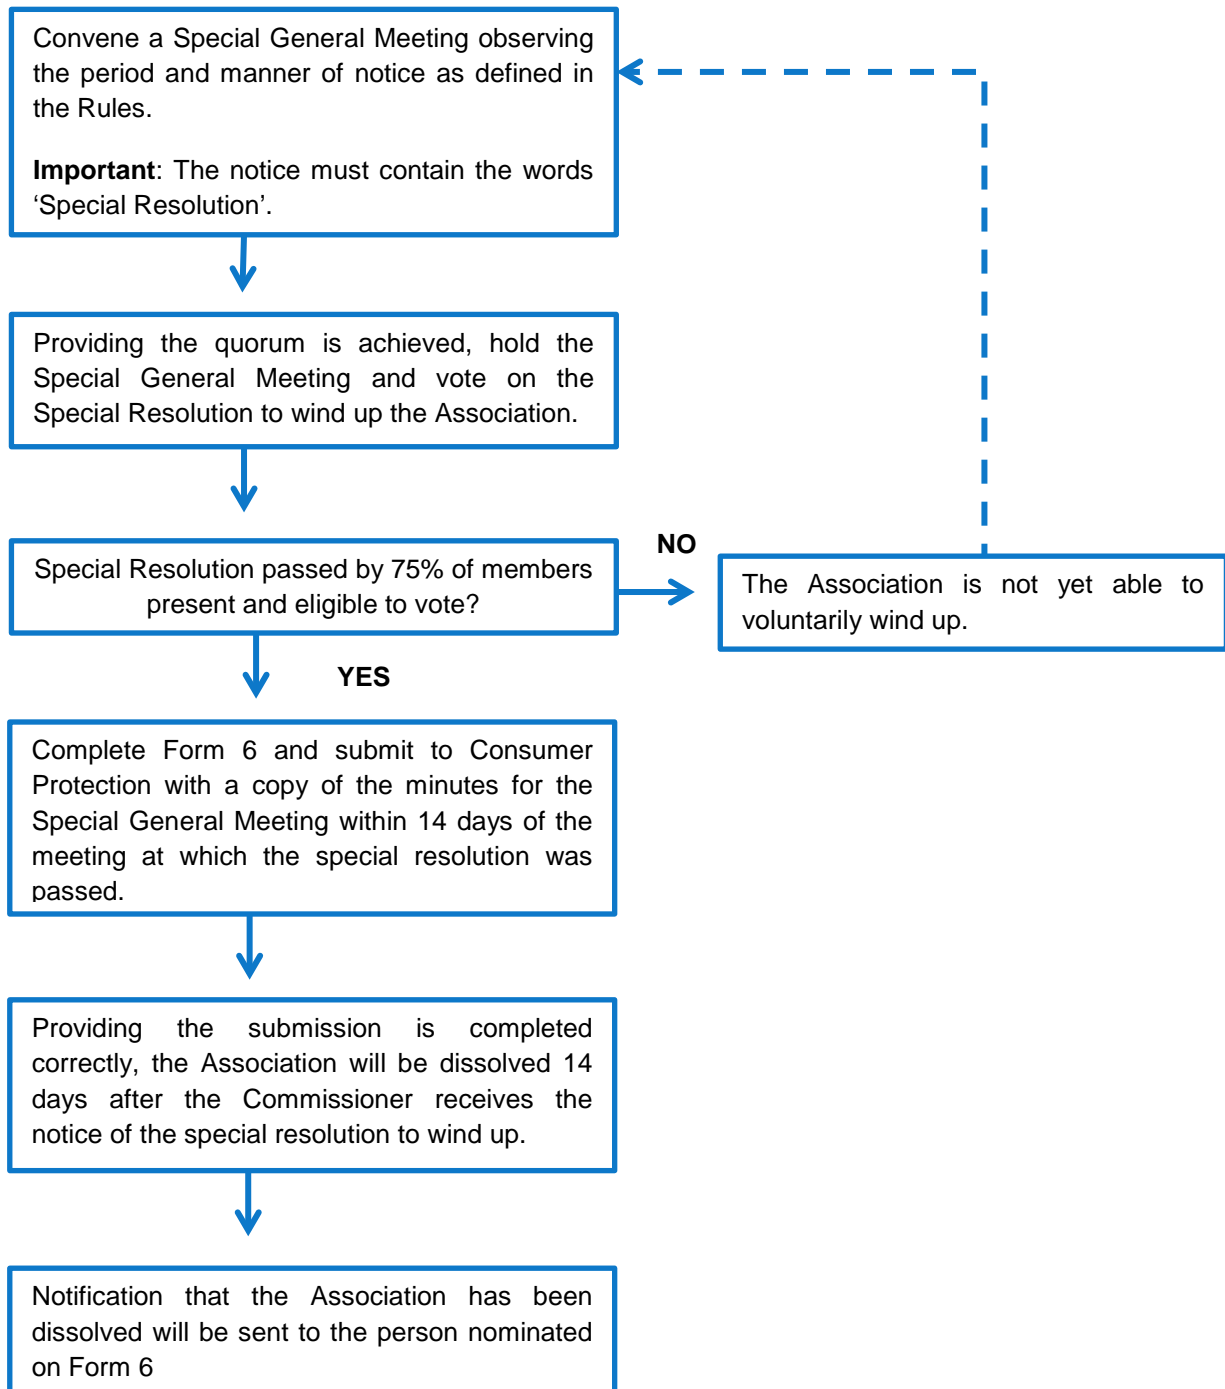 Convene a Special General Meeting observing
the period and manner of notice as defined in
the Rules.
Important: The notice must contain the words
‘Special Resolution’.
Providing the quorum is achieved, hold the
Special General Meeting and vote on the
Special Resolution to wind up the Association.
Special Resolution passed by 75% of members
present and eligible to vote?
NO
The Association is not yet able to
voluntarily wind up.
YES
Complete Form 6 and submit to Consumer
Protection with a copy of the minutes for the
Special General Meeting within 14 days of the
meeting at which the special resolution was
passed.
Providing the submission is completed
correctly, the Association will be dissolved 14
days after the Commissioner receives the
notice of the special resolution to wind up.
Notification that the Association has been
dissolved will be sent to the person nominated
on Form 6